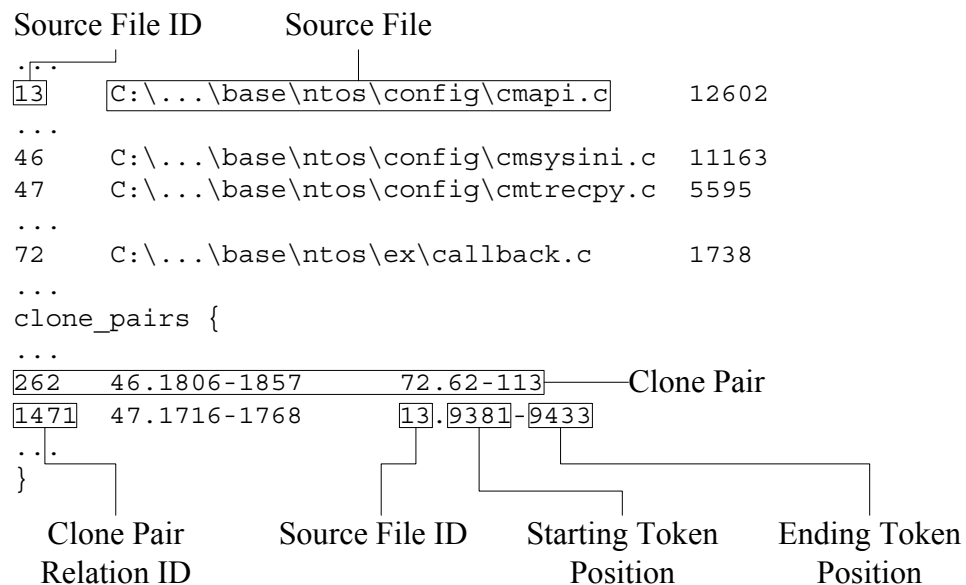 Source File ID Source File
...
13 C:\...\base\ntos\config\cmapi.c 12602
...
46 C:\...\base\ntos\config\cmsysini.c 11163
47 C:\...\base\ntos\config\cmtrecpy.c 5595
...
72 C:\...\base\ntos\ex\callback.c 1738
...
clone_pairs {
...
262 46.1806-1857 72.62-113 Clone Pair
1471 47.1716-1768 13.9381-9433
...
}
Clone Pair Source File ID Starting Token Ending Token
Relation ID Position Position